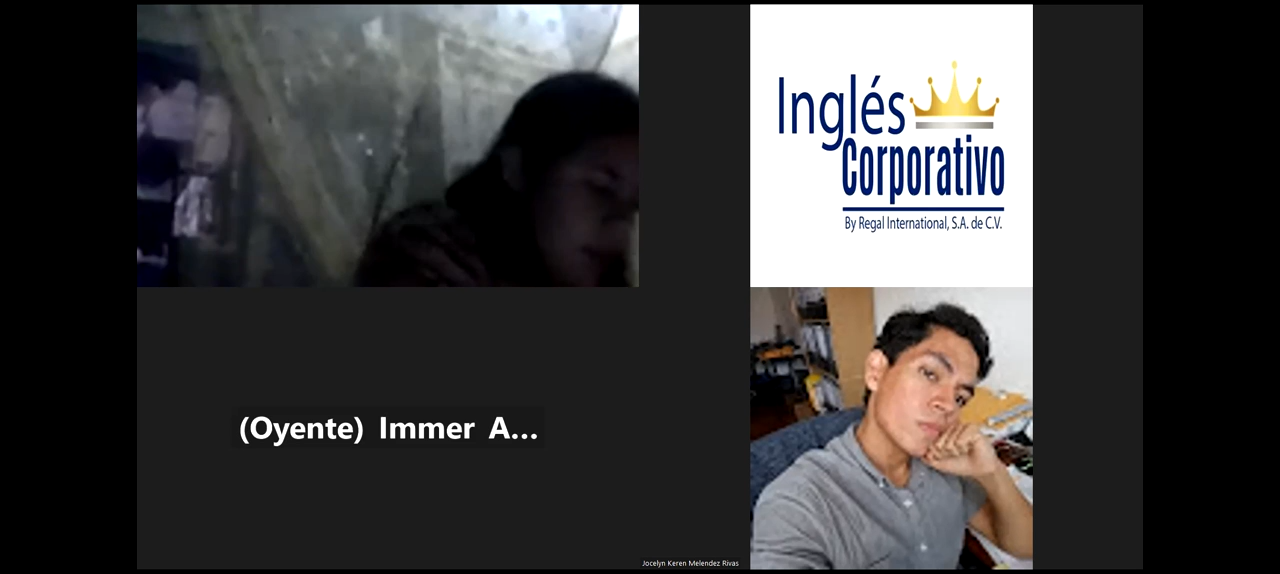 Inglés
Corporativo
By Regal International, S.A. de C.V.
(Oyente) Immer A...
Jocelyn Keren Melendez Rivas